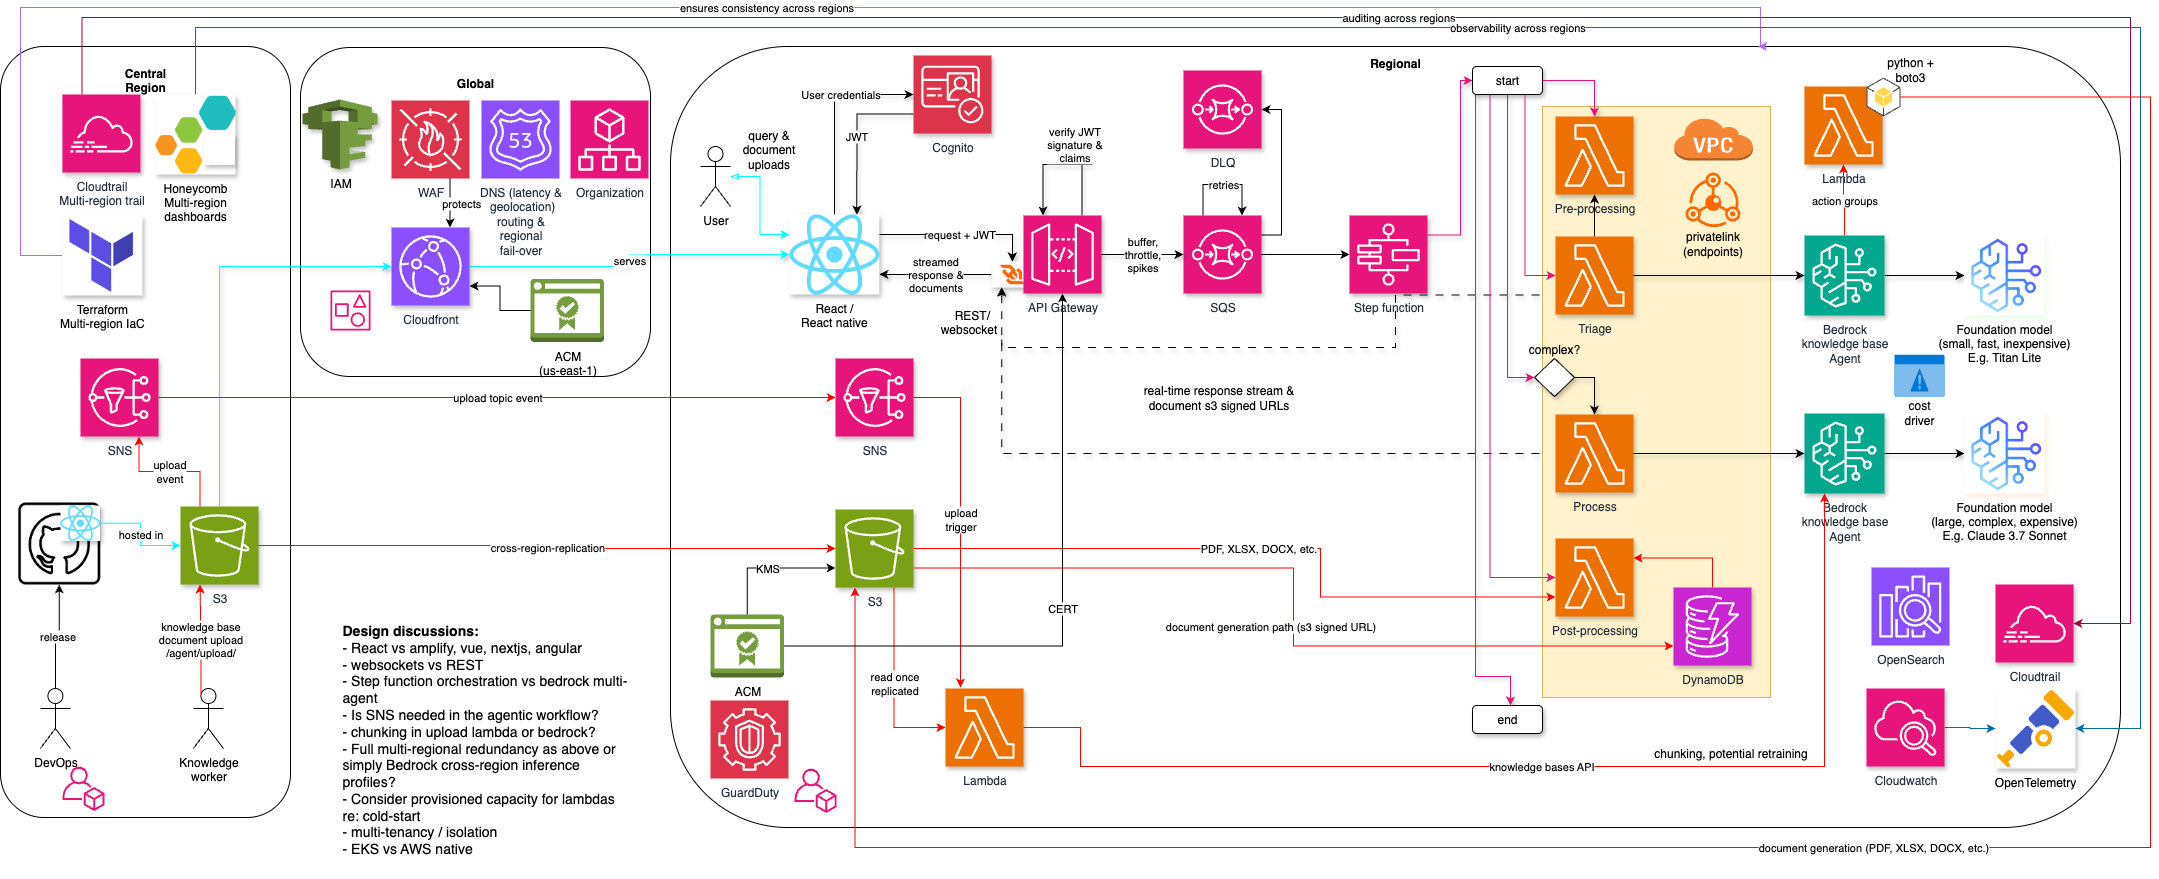 ensures consistency across regions
auditing across regions
observability across regions
Central
Region
Cloudtrail
Multi-region trail
Honeycomb
Multi-region
dashboards
Terraform
Multi-region IaC
SNS
upload
event
hosted in
S3
release
knowledge base
document upload
/agent/upload/
DevOps
Knowledge
worker
Global
IAM
WAF
protects
53
DNS (latency &
geolocation)
routing &
regional
fail-over
Organization
Cloudfront
ACM
(us-east-1)
serves
upload topic event
cross-region-replication
Design discussions:
- React vs amplify, vue, nextjs, angular
- websockets vs REST
- Step function orchestration vs bedrock multi-
agent
- Is SNS needed in the agentic workflow?
- chunking in upload lambda or bedrock?
- Full multi-regional redundancy as above or
simply Bedrock cross-region inference
profiles?
- Consider provisioned capacity for lambdas
re: cold-start
- multi-tenancy / isolation
- EKS vs AWS native
Regional
User credentials
JWT
Cognito
query &
document
uploads
User
React /
React native
request + JWT
streamed
response &
documents
verify JWT
signature &
claims
API Gateway
REST/
websocket
buffer,
throttle,
spikes
DLQ
retries
SQS
Step function
real-time response stream &
document s3 signed URLs
SNS
upload
trigger
S3
KMS
ACM
CERT
GuardDuty
read once
replicated
Lambda
PDF, XLSX, DOCX, etc.
document generation path (s3 signed URL)
knowledge bases API
chunking, potential retraining
document generation (PDF, XLSX, DOCX, etc.)
start
end
Pre-processing
VPC
privatelink
(endpoints)
Triage
complex?
Process
Post-processing
DynamoDB
python +
boto3
Lambda
action groups
Bedrock
knowledge base
Agent
Foundation model
(small, fast, inexpensive)
E.g. Titan Lite
cost
driver
Bedrock
knowledge base
Agent
Foundation model
(large, complex, expensive)
E.g. Claude 3.7 Sonnet
OpenSearch
Cloudtrail
Cloudwatch
OpenTelemetry